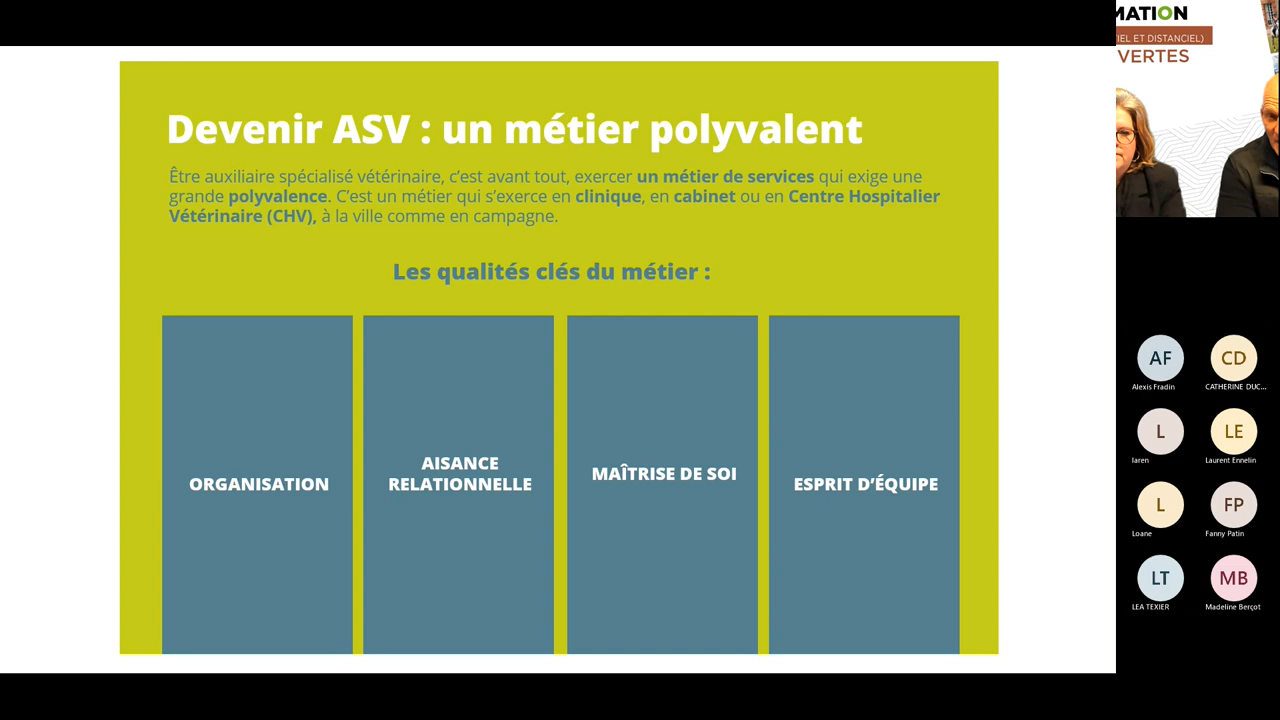 Devenir ASV : un métier polyvalent
Être auxiliaire spécialisé vétérinaire, c’est avant tout, exercer un métier de services qui exige une
grande polyvalence. C’est un métier qui s’exerce en clinique, en cabinet ou en Centre Hospitalier
Vétérinaire (CHV), à la ville comme en campagne.
Les qualités clés du métier :
ORGANISATION
AISANCE
RELATIONNELLE
MAÎTRISE DE SOI
ESPRIT D’ÉQUIPE
MATION
IEL ET DISTANCIEL)
VERTES
AF
Alexis Fradin
CD
CATHERINE DUC...
L
laren
LE
Laurent Ennelin
L
Loane
FP
Fanny Patin
LT
LEA TEXIER
MB
Madeline Berçot